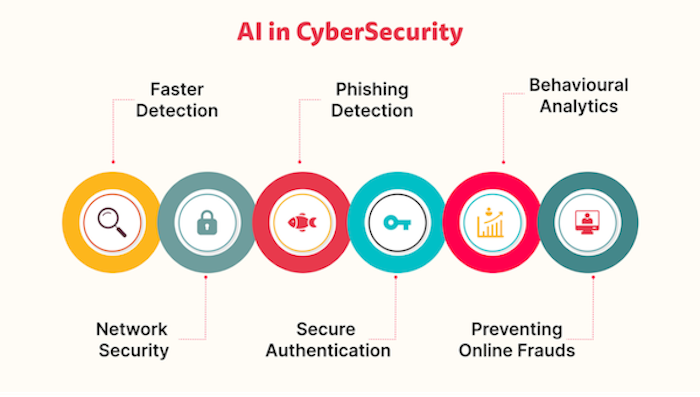 AI in CyberSecurity
Faster
Detection
Phishing
Detection
Behavioural
Analytics
Network
Security
Secure
Authentication
Preventing
Online Frauds